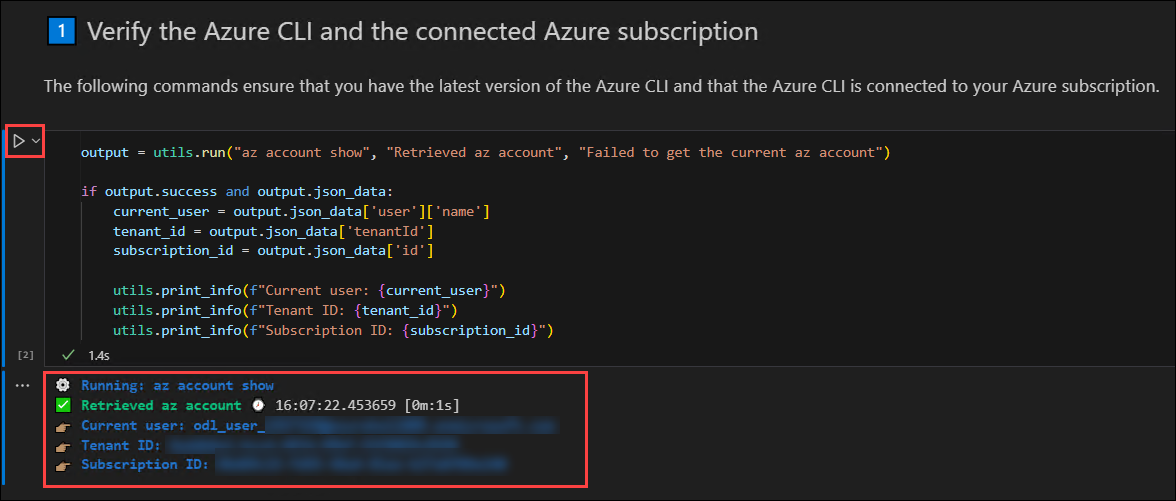 1 Verify the Azure CLI and the connected Azure subscription
The following commands ensure that you have the latest version of the Azure CLI and that the Azure CLI is connected to your Azure subscription.
output = utils.run("az account show", "Retrieved az account", "Failed to get the current az account")
if output.success and output.json_data:
    current_user = output.json_data['user']['name']
    tenant_id = output.json_data['tenantId']
    subscription_id = output.json_data['id']
    utils.print_info(f"Current user: {current_user}")
    utils.print_info(f"Tenant ID: {tenant_id}")
    utils.print_info(f"Subscription ID: {subscription_id}")
[2] ✓ 1.4s
... ⚙ Running: az account show
✅ Retrieved az account ⌚ 16:07:22.453659 [0m:1s]
👉 Current user: odl_user_
👉 Tenant ID:
👉 Subscription ID: